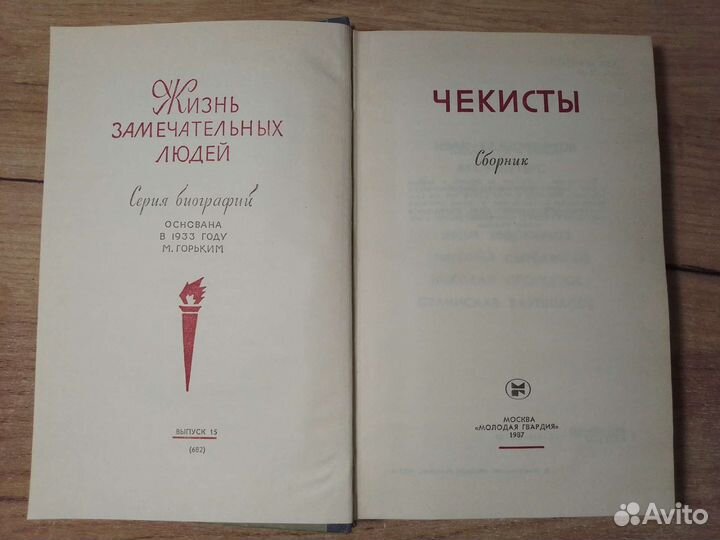 Жизнь
ЗАМЕЧАТЕЛЬНЫХ
ЛЮДЕЙ
Серия биографий
ОСНОВАНА
В 1933 ГОДУ
М. ГОРЬКИМ
ВЫПУСК 15
(682)
ЧЕКИСТЫ
Сборник
МОСКВА
«МОЛОДАЯ ГВАРДИЯ»
1987
Avito